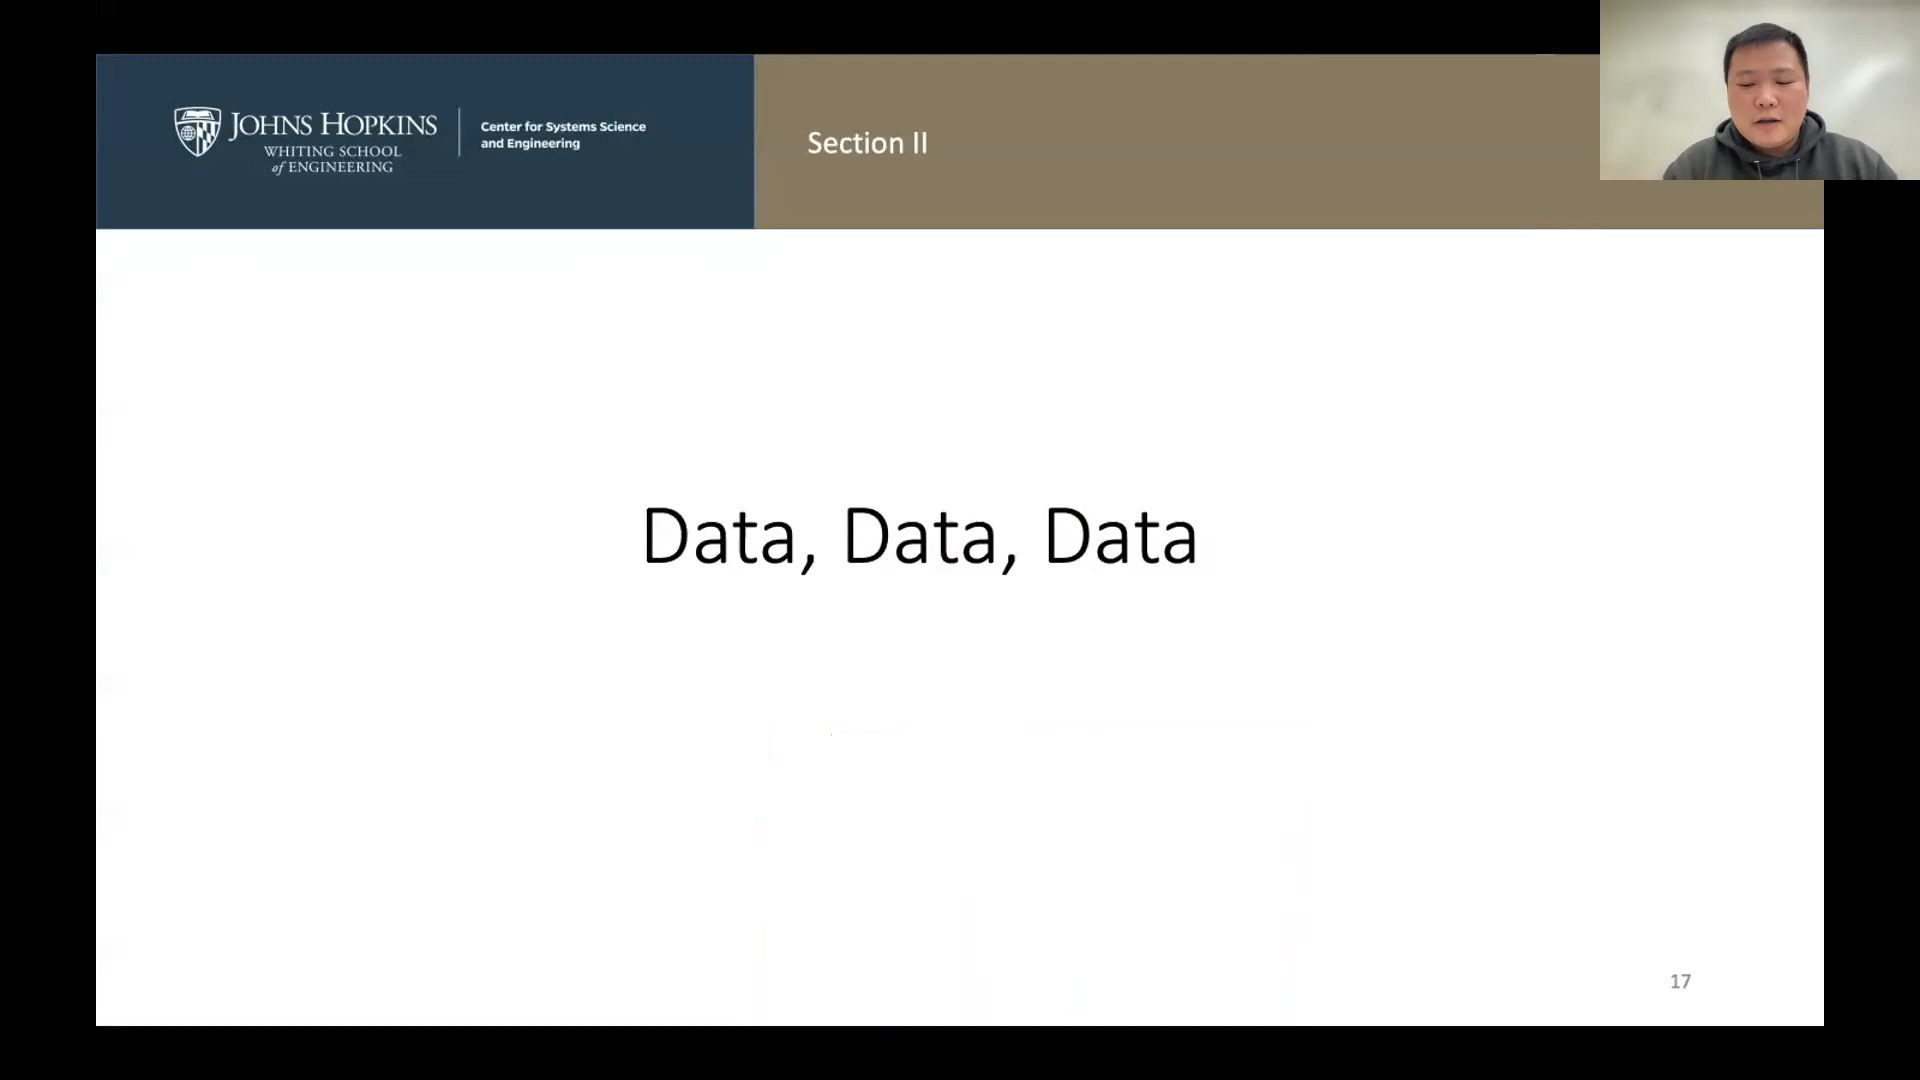 JOHNS HOPKINS
WHITING SCHOOL
of ENGINEERING
Center for Systems Science
and Engineering
Section II
Data, Data, Data
17